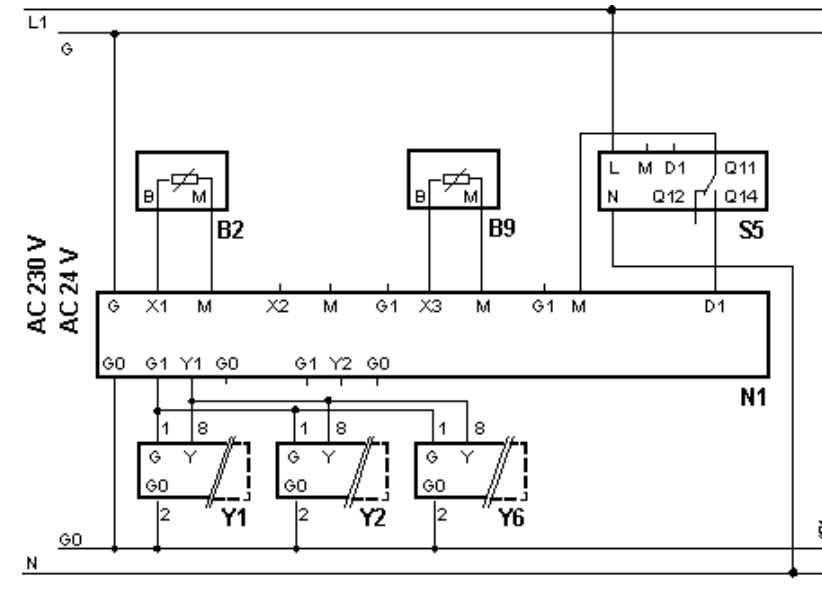 L1
G
AC 230 V
AC 24 V
B M
B2
B M
B9
L M D1 Q11
N Q12 Q14
S5
G X1 M X2 M G1 X3 M G1 M D1
G0 G1 Y1 G0 G1 Y2 G0
N1
1 8 1 8 1 8
G Y G Y G Y
G0 G0 G0
2 Y1 2 Y2 2 Y6
G0
N